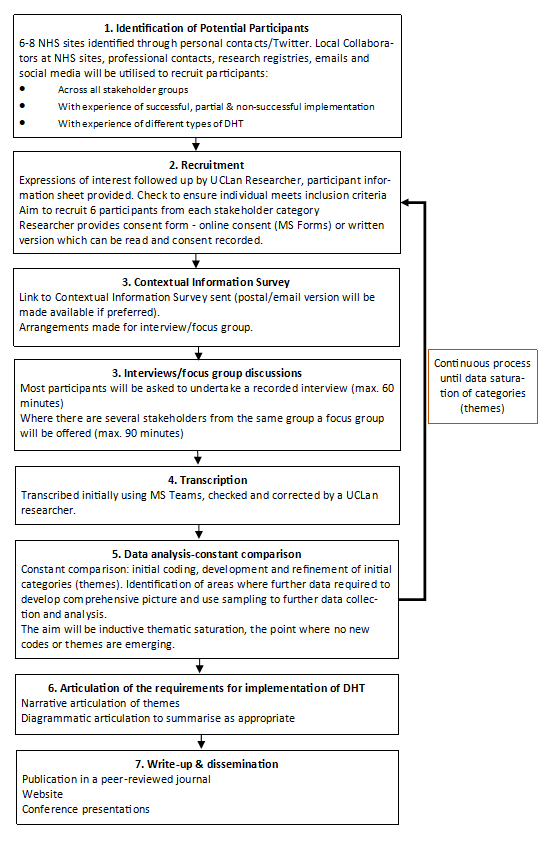 1. Identification of Potential Participants
6-8 NHS sites identified through personal contacts/Twitter. Local Collabora-
tors at NHS sites, professional contacts, research registries, emails and
social media will be utilised to recruit participants:
● Across all stakeholder groups
● With experience of successful, partial & non-successful implementation
● With experience of different types of DHT
2. Recruitment
Expressions of interest followed up by UCLan Researcher, participant infor-
mation sheet provided. Check to ensure individual meets inclusion criteria
Aim to recruit 6 participants from each stakeholder category
Researcher provides consent form - online consent (MS Forms) or written
version which can be read and consent recorded.
3. Contextual Information Survey
Link to Contextual Information Survey sent (postal/email version will be
made available if preferred).
Arrangements made for interview/focus group.
3. Interviews/focus group discussions
Most participants will be asked to undertake a recorded interview (max. 60
minutes)
Where there are several stakeholders from the same group a focus group
will be offered (max. 90 minutes)
Continuous process
until data satura-
tion of categories
(themes)
4. Transcription
Transcribed initially using MS Teams, checked and corrected by a UCLan
researcher.
5. Data analysis-constant comparison
Constant comparison: initial coding, development and refinement of initial
categories (themes). Identification of areas where further data required to
develop comprehensive picture and use sampling to further data collec-
tion and analysis.
The aim will be inductive thematic saturation, the point where no new
codes or themes are emerging.
6. Articulation of the requirements for implementation of DHT
Narrative articulation of themes
Diagrammatic articulation to summarise as appropriate
7. Write-up & dissemination
Publication in a peer-reviewed journal
Website
Conference presentations